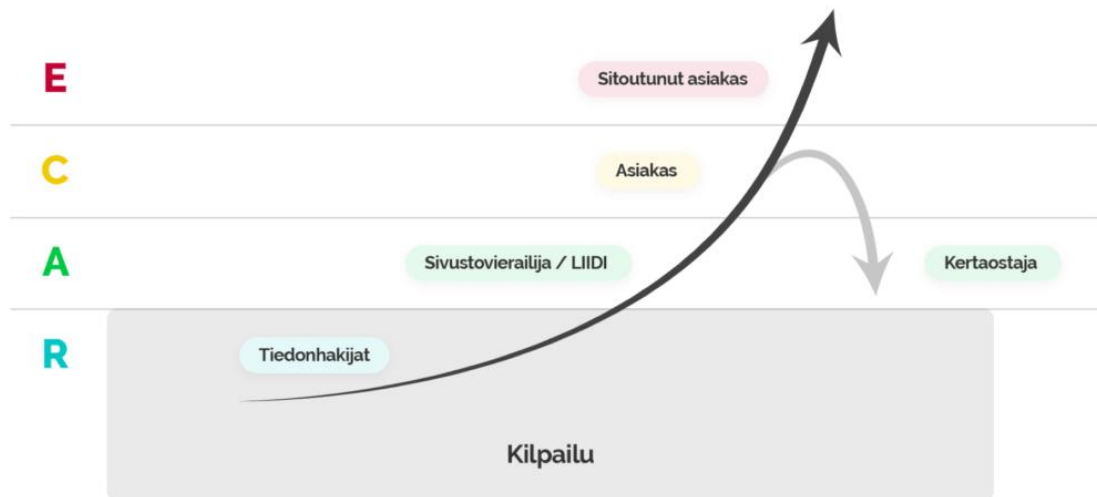 E
Sitoutunut asiakas
C
Asiakas
A
Sivustovierailija / LIIDI
Kertaostaja
R
Tiedonhakijat
Kilpailu